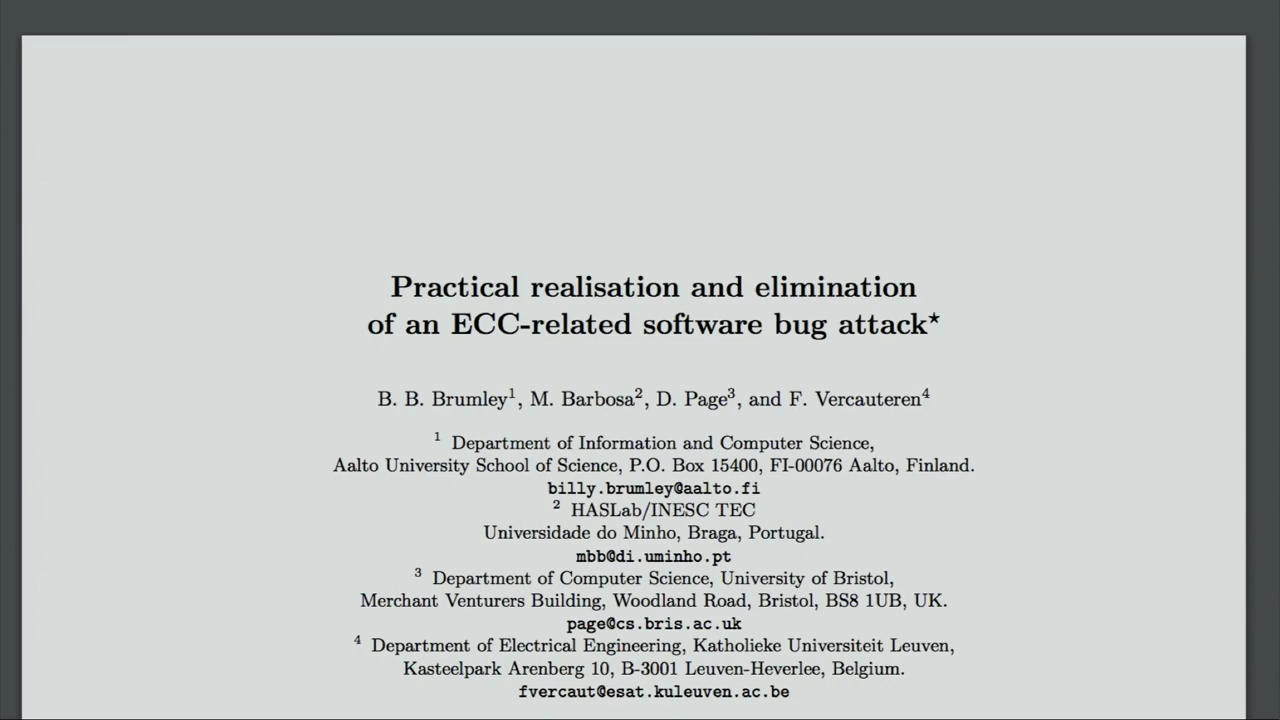 Practical realisation and elimination
of an ECC-related software bug attack⋆
B. B. Brumley¹, M. Barbosa², D. Page³, and F. Vercauteren⁴
¹ Department of Information and Computer Science,
Aalto University School of Science, P.O. Box 15400, FI-00076 Aalto, Finland.
billy.brumley@aalto.fi
² HASLab/INESC TEC
Universidade do Minho, Braga, Portugal.
mbb@di.uminho.pt
³ Department of Computer Science, University of Bristol,
Merchant Venturers Building, Woodland Road, Bristol, BS8 1UB, UK.
page@cs.bris.ac.uk
⁴ Department of Electrical Engineering, Katholieke Universiteit Leuven,
Kasteelpark Arenberg 10, B-3001 Leuven-Heverlee, Belgium.
fvercaut@esat.kuleuven.ac.be